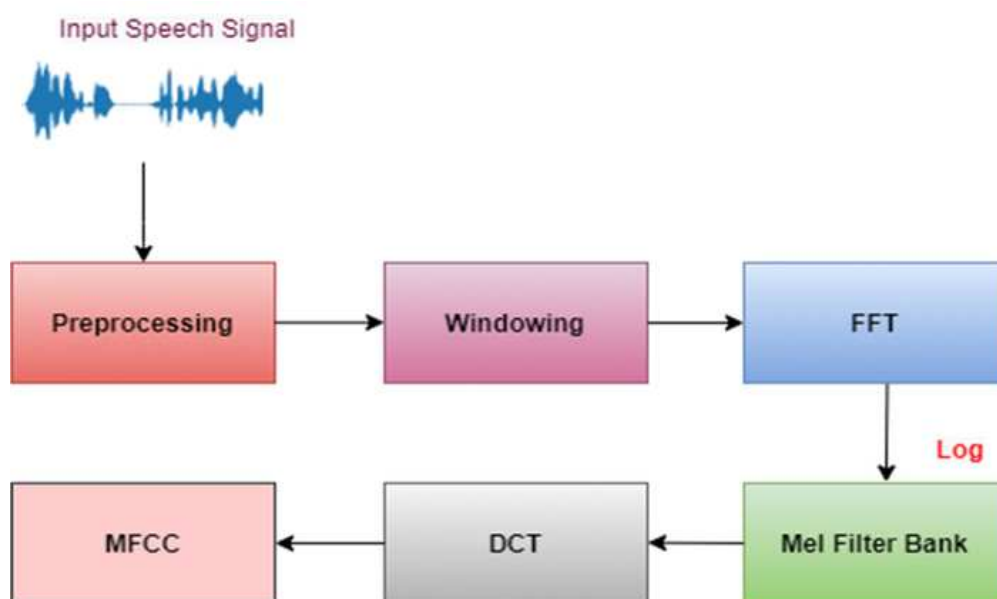 Input Speech Signal
Preprocessing
Windowing
FFT
Log
MFCC
DCT
Mel Filter Bank